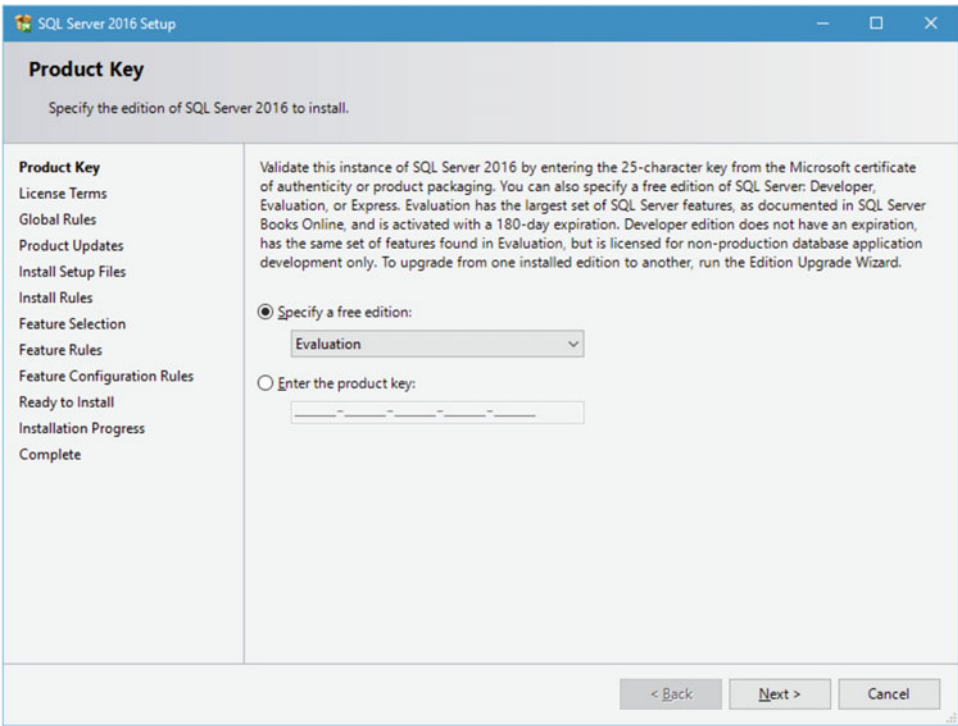 SQL Server 2016 Setup
Product Key
Specify the edition of SQL Server 2016 to install.
Product Key
License Terms
Global Rules
Product Updates
Install Setup Files
Install Rules
Feature Selection
Feature Rules
Feature Configuration Rules
Ready to Install
Installation Progress
Complete
Validate this instance of SQL Server 2016 by entering the 25-character key from the Microsoft certificate
of authenticity or product packaging. You can also specify a free edition of SQL Server: Developer,
Evaluation, or Express. Evaluation has the largest set of SQL Server features, as documented in SQL Server
Books Online, and is activated with a 180-day expiration. Developer edition does not have an expiration,
has the same set of features found in Evaluation, but is licensed for non-production database application
development only. To upgrade from one installed edition to another, run the Edition Upgrade Wizard.
Specify a free edition:
Evaluation
Enter the product key:
_____-_____-_____-_____-_____
< Back
Next >
Cancel